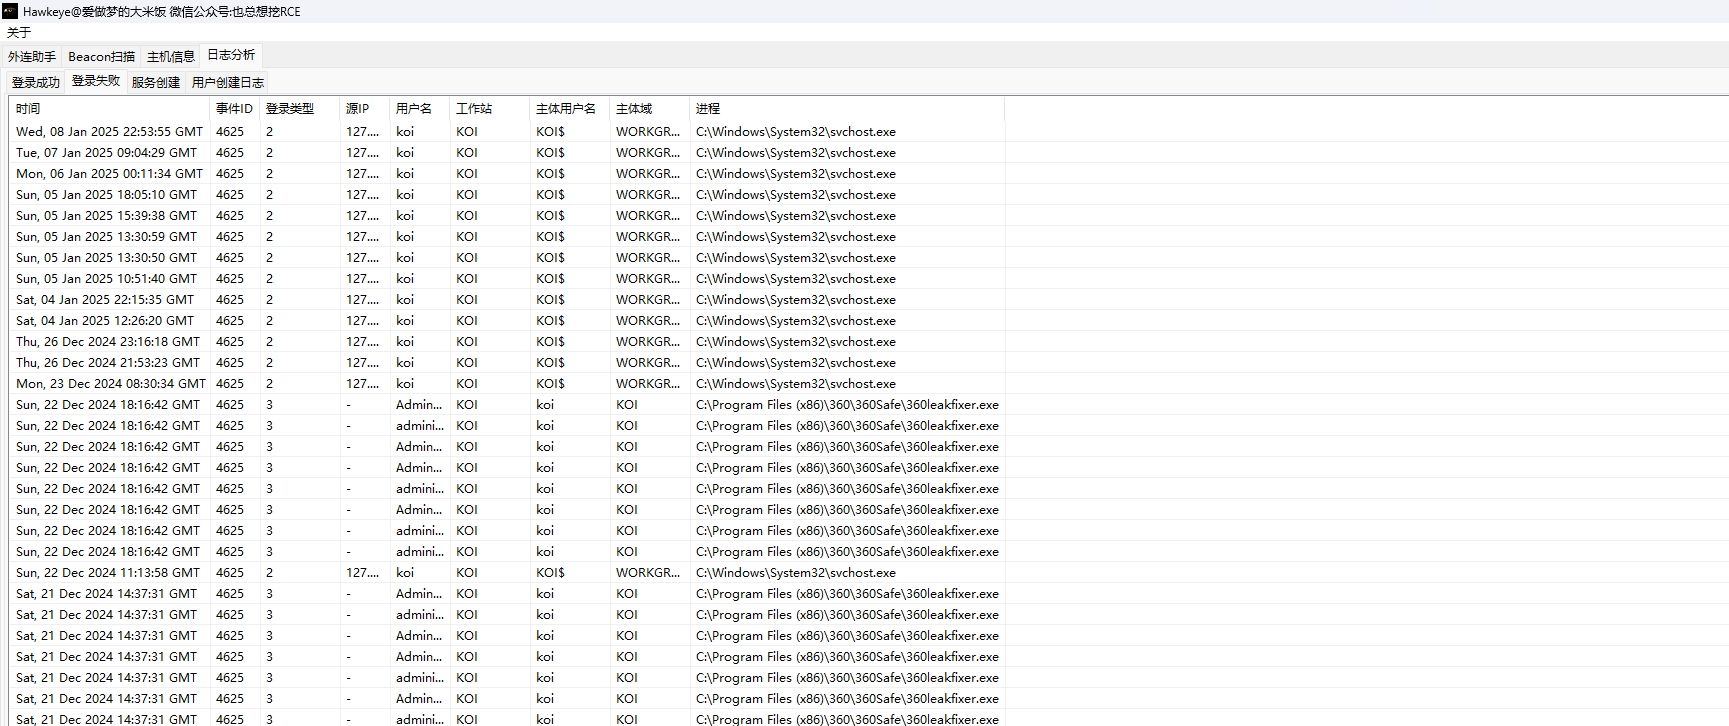 Hawkeye@爱做梦的大米饭 微信公众号:也总想挖RCE
关于
外连助手 Beacon扫描 主机信息 日志分析
登录成功 登录失败 服务创建 用户创建日志
时间 事件ID 登录类型 源IP 用户名 工作站 主体用户名 主体域 进程
Wed, 08 Jan 2025 22:53:55 GMT 4625 2 127.... koi KOI KOI$ WORKGR... C:\Windows\System32\svchost.exe
Tue, 07 Jan 2025 09:04:29 GMT 4625 2 127.... koi KOI KOI$ WORKGR... C:\Windows\System32\svchost.exe
Mon, 06 Jan 2025 00:11:34 GMT 4625 2 127.... koi KOI KOI$ WORKGR... C:\Windows\System32\svchost.exe
Sun, 05 Jan 2025 18:05:10 GMT 4625 2 127.... koi KOI KOI$ WORKGR... C:\Windows\System32\svchost.exe
Sun, 05 Jan 2025 15:39:38 GMT 4625 2 127.... koi KOI KOI$ WORKGR... C:\Windows\System32\svchost.exe
Sun, 05 Jan 2025 13:30:59 GMT 4625 2 127.... koi KOI KOI$ WORKGR... C:\Windows\System32\svchost.exe
Sun, 05 Jan 2025 13:30:50 GMT 4625 2 127.... koi KOI KOI$ WORKGR... C:\Windows\System32\svchost.exe
Sun, 05 Jan 2025 10:51:40 GMT 4625 2 127.... koi KOI KOI$ WORKGR... C:\Windows\System32\svchost.exe
Sat, 04 Jan 2025 22:15:35 GMT 4625 2 127.... koi KOI KOI$ WORKGR... C:\Windows\System32\svchost.exe
Sat, 04 Jan 2025 12:26:20 GMT 4625 2 127.... koi KOI KOI$ WORKGR... C:\Windows\System32\svchost.exe
Thu, 26 Dec 2024 23:16:18 GMT 4625 2 127.... koi KOI KOI$ WORKGR... C:\Windows\System32\svchost.exe
Thu, 26 Dec 2024 21:53:23 GMT 4625 2 127.... koi KOI KOI$ WORKGR... C:\Windows\System32\svchost.exe
Mon, 23 Dec 2024 08:30:34 GMT 4625 2 127.... koi KOI KOI$ WORKGR... C:\Windows\System32\svchost.exe
Sun, 22 Dec 2024 18:16:42 GMT 4625 3 - Admin... KOI koi KOI C:\Program Files (x86)\360\360Safe\360leakfixer.exe
Sun, 22 Dec 2024 18:16:42 GMT 4625 3 - admini... KOI koi KOI C:\Program Files (x86)\360\360Safe\360leakfixer.exe
Sun, 22 Dec 2024 18:16:42 GMT 4625 3 - Admin... KOI koi KOI C:\Program Files (x86)\360\360Safe\360leakfixer.exe
Sun, 22 Dec 2024 18:16:42 GMT 4625 3 - Admin... KOI koi KOI C:\Program Files (x86)\360\360Safe\360leakfixer.exe
Sun, 22 Dec 2024 18:16:42 GMT 4625 3 - admini... KOI koi KOI C:\Program Files (x86)\360\360Safe\360leakfixer.exe
Sun, 22 Dec 2024 18:16:42 GMT 4625 3 - Admin... KOI koi KOI C:\Program Files (x86)\360\360Safe\360leakfixer.exe
Sun, 22 Dec 2024 18:16:42 GMT 4625 3 - admini... KOI koi KOI C:\Program Files (x86)\360\360Safe\360leakfixer.exe
Sun, 22 Dec 2024 18:16:42 GMT 4625 3 - admini... KOI koi KOI C:\Program Files (x86)\360\360Safe\360leakfixer.exe
Sun, 22 Dec 2024 11:13:58 GMT 4625 2 127.... koi KOI KOI$ WORKGR... C:\Windows\System32\svchost.exe
Sat, 21 Dec 2024 14:37:31 GMT 4625 3 - Admin... KOI koi KOI C:\Program Files (x86)\360\360Safe\360leakfixer.exe
Sat, 21 Dec 2024 14:37:31 GMT 4625 3 - admini... KOI koi KOI C:\Program Files (x86)\360\360Safe\360leakfixer.exe
Sat, 21 Dec 2024 14:37:31 GMT 4625 3 - Admin... KOI koi KOI C:\Program Files (x86)\360\360Safe\360leakfixer.exe
Sat, 21 Dec 2024 14:37:31 GMT 4625 3 - Admin... KOI koi KOI C:\Program Files (x86)\360\360Safe\360leakfixer.exe
Sat, 21 Dec 2024 14:37:31 GMT 4625 3 - admini... KOI koi KOI C:\Program Files (x86)\360\360Safe\360leakfixer.exe
Sat, 21 Dec 2024 14:37:31 GMT 4625 3 - Admin... KOI koi KOI C:\Program Files (x86)\360\360Safe\360leakfixer.exe
Sat, 21 Dec 2024 14:37:31 GMT 4625 3 - admini... KOI koi KOI C:\Program Files (x86)\360\360Safe\360leakfixer.exe